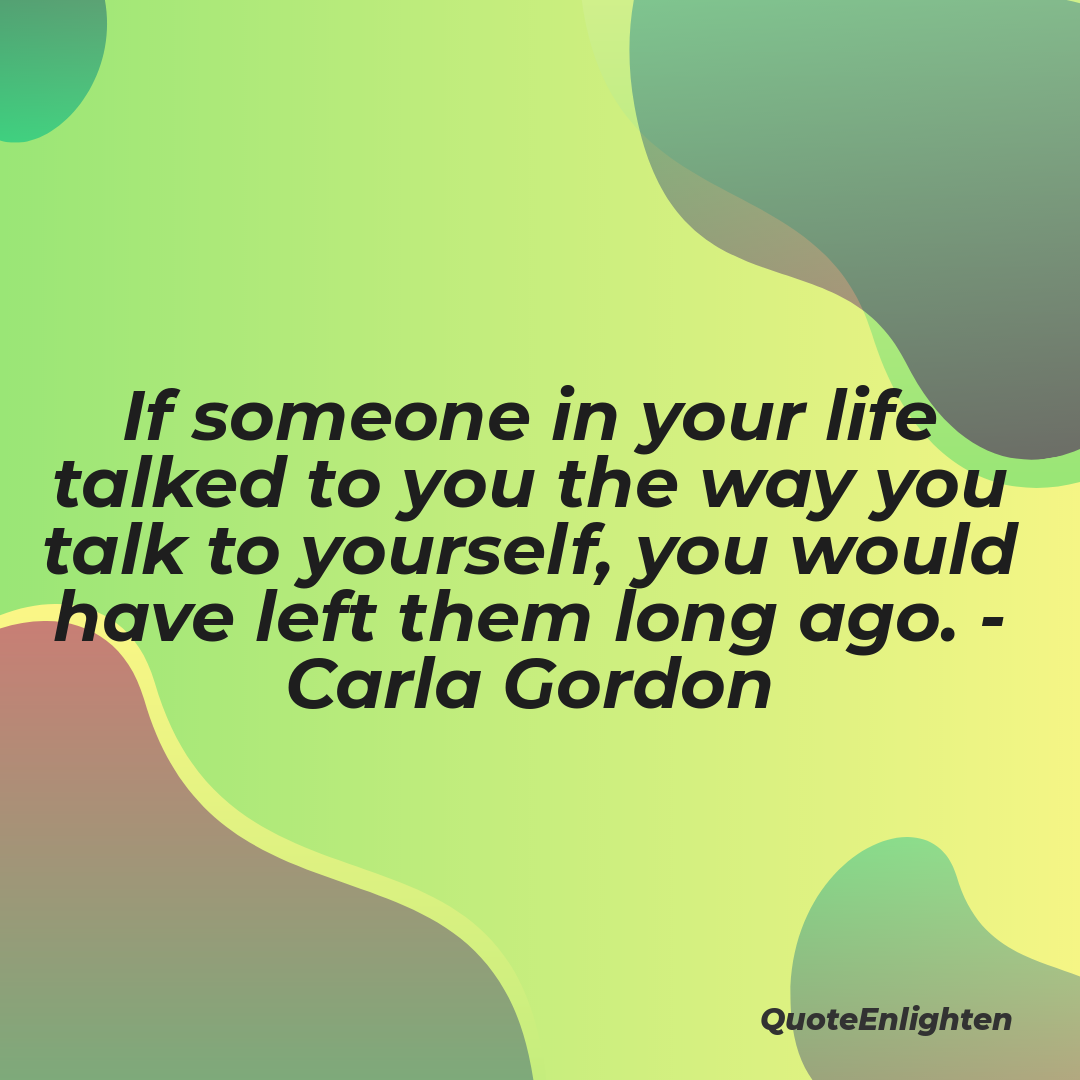 If someone in your life
talked to you the way you
talk to yourself, you would
have left them long ago. -
Carla Gordon
QuoteEnlighten